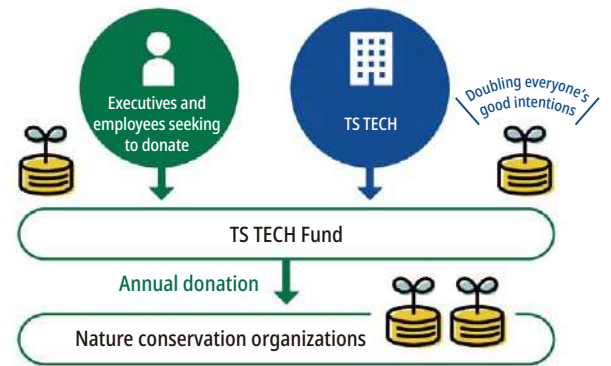 Executives and
employees seeking
to donate
TS TECH
Doubling everyone's
good intentions
TS TECH Fund
Annual donation
Nature conservation organizations